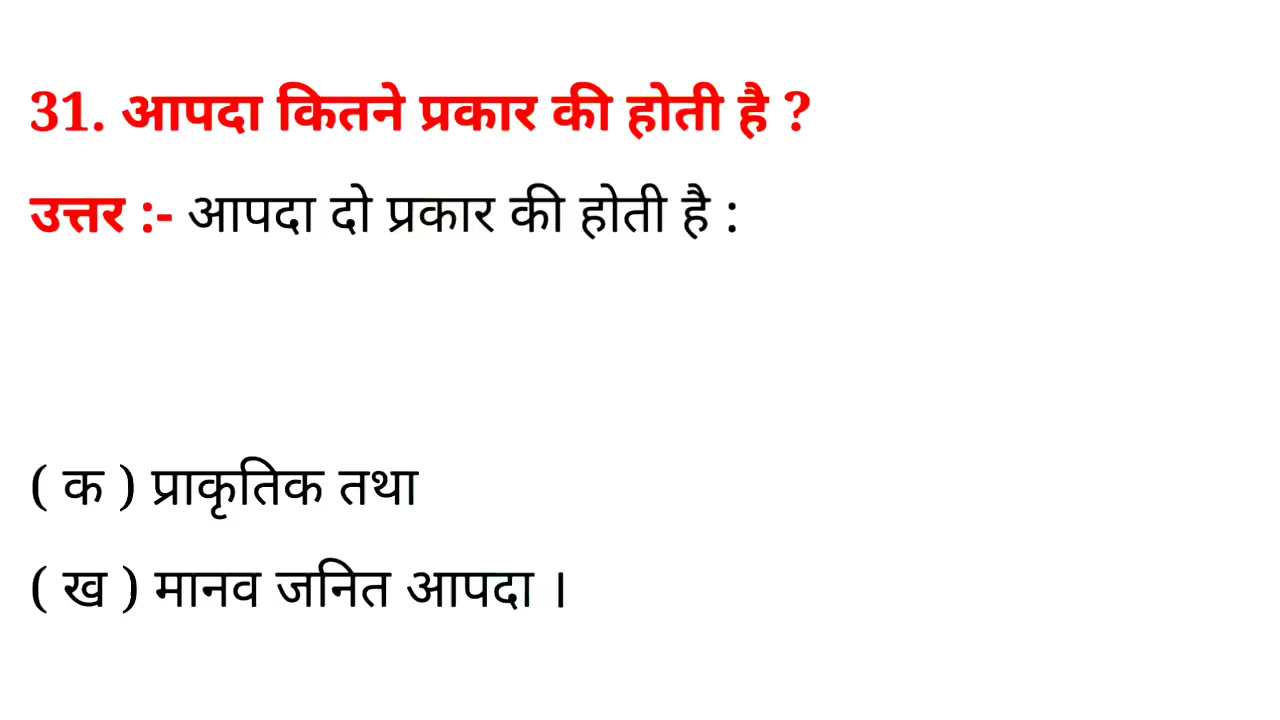 31. आपदा कितने प्रकार की होती है ?
उत्तर :- आपदा दो प्रकार की होती है :
( क ) प्राकृतिक तथा
( ख ) मानव जनित आपदा ।